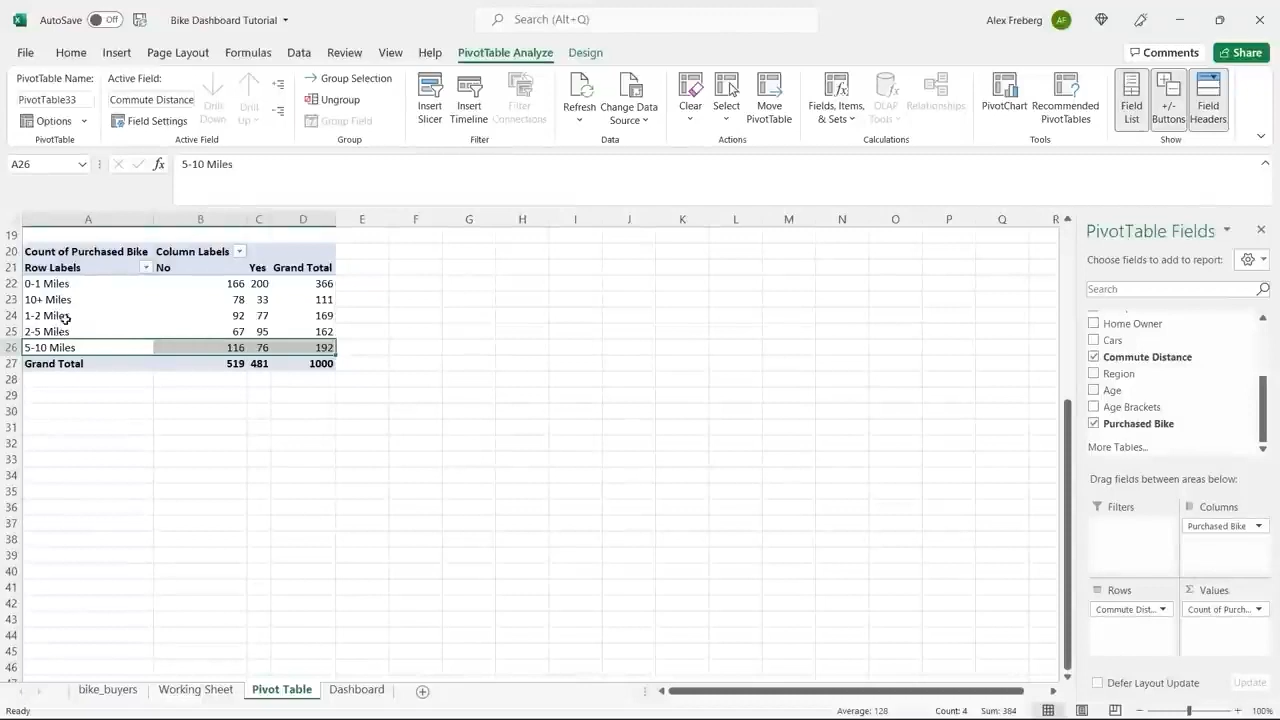 AutoSave Off Bike Dashboard Tutorial Search (Alt+Q) Alex Freberg AF
File Home Insert Page Layout Formulas Data Review View Help PivotTable Analyze Design Comments Share
PivotTable Name: Active Field:
PivotTable33 Commute Distance
Options Field Settings
Drill Down Drill Up
Group Selection
Ungroup
Group Field
Insert Slicer Insert Timeline Filter Connections
Refresh Change Data Source
Clear Select Move PivotTable
Fields, Items, & Sets OLAP Tools Relationships
PivotChart Recommended PivotTables
Field List +/- Buttons Field Headers
PivotTable Active Field Group Filter Data Actions Calculations Tools Show
A26 fx 5-10 Miles
A B C D E F G H I J K L M N O P Q R
19
20 Count of Purchased Bike Column Labels
21 Row Labels No Yes Grand Total
22 0-1 Miles 166 200 366
23 10+ Miles 78 33 111
24 1-2 Miles 92 77 169
25 2-5 Miles 67 95 162
26 5-10 Miles 116 76 192
27 Grand Total 519 481 1000
28
29
30
31
32
33
34
35
36
37
38
39
40
41
42
43
44
45
46
PivotTable Fields
Choose fields to add to report:
Search
Home Owner
Cars
Commute Distance
Region
Age
Age Brackets
Purchased Bike
More Tables...
Drag fields between areas below:
Filters Columns
Purchased Bike
Rows Values
Commute Dist... Count of Purch...
Defer Layout Update Update
bike_buyers Working Sheet Pivot Table Dashboard
Ready Average: 128 Count: 4 Sum: 384 100%